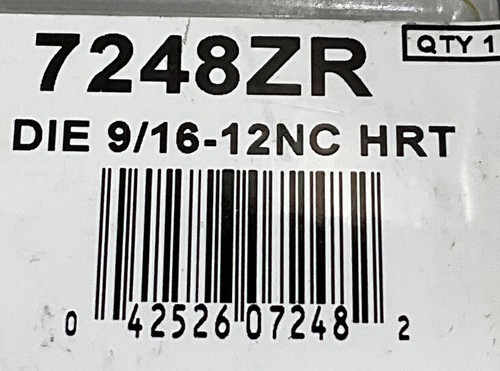 7248ZR
QTY 1
DIE 9/16-12NC HRT
0 42526 07248 2